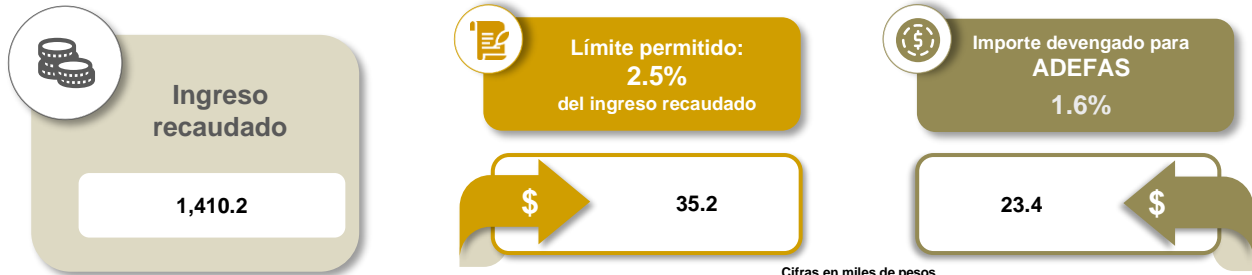 Ingreso
recaudado
1,410.2
Límite permitido:
2.5%
del ingreso recaudado
$
35.2
Importe devengado para
ADEFAS
1.6%
23.4
$
Cifras en miles de pesos